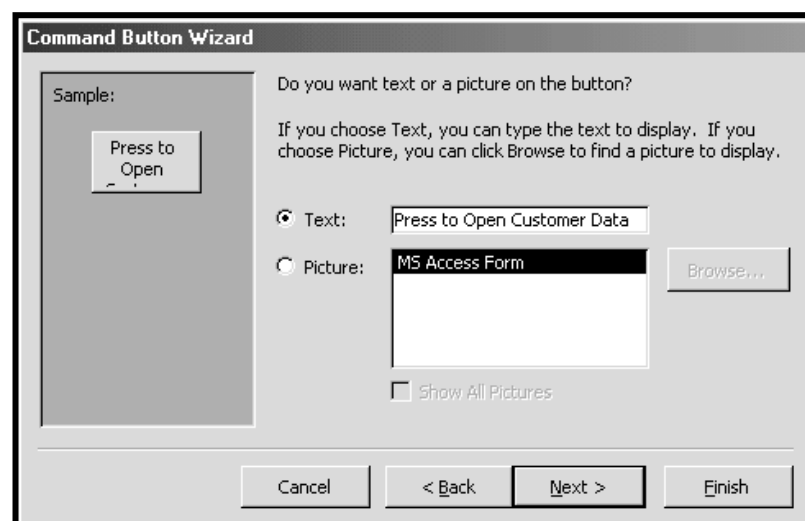 Command Button Wizard
Sample:
Press to
Open
Do you want text or a picture on the button?
If you choose Text, you can type the text to display. If you
choose Picture, you can click Browse to find a picture to display.
Text:
Press to Open Customer Data
Picture:
MS Access Form
Browse...
Show All Pictures
Cancel
< Back
Next >
Finish